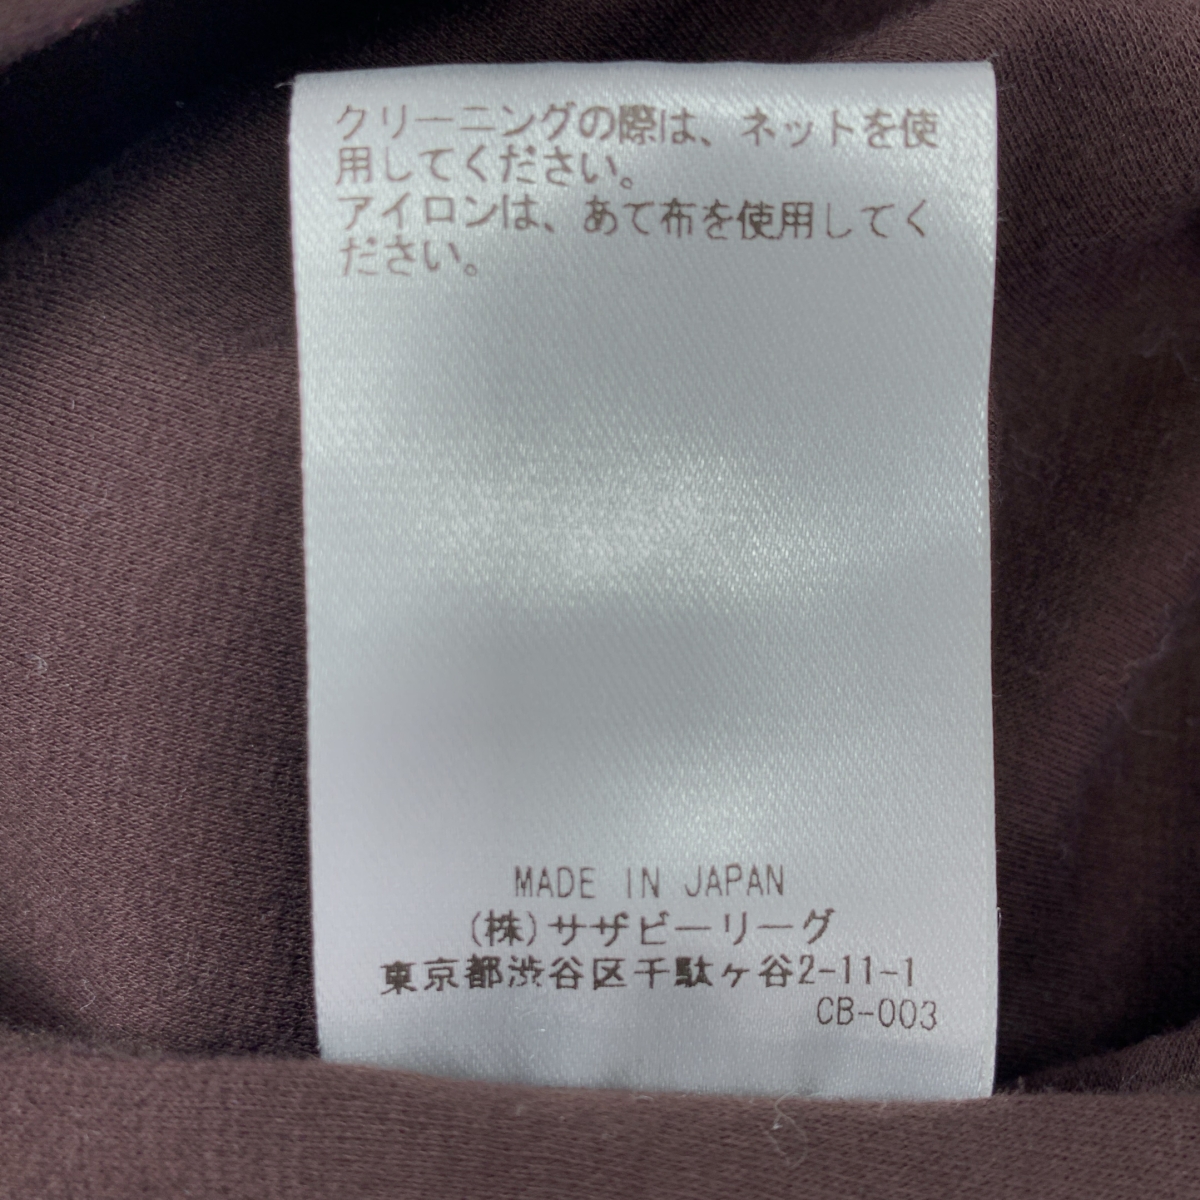 クリーニングの際は、ネットを使
用してください。
アイロンは、あて布を使用してく
ださい。
MADE IN JAPAN
(株)サザビーリーグ
東京都渋谷区千駄ヶ谷2-11-1
CB-003